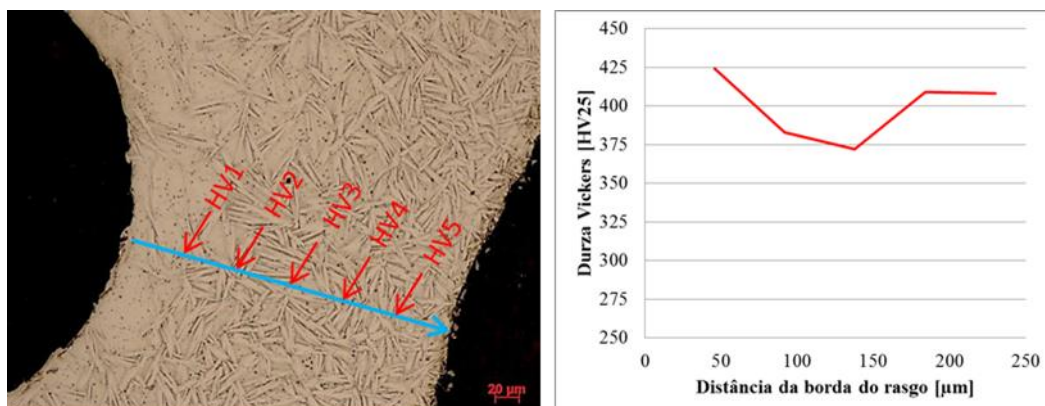 HV1
HV2
HV3
HV4
HV5
20 µm
Durza Vickers [HV25]
450
425
400
375
350
325
300
275
250
0
50
100
150
200
250
Distância da borda do rasgo [µm]